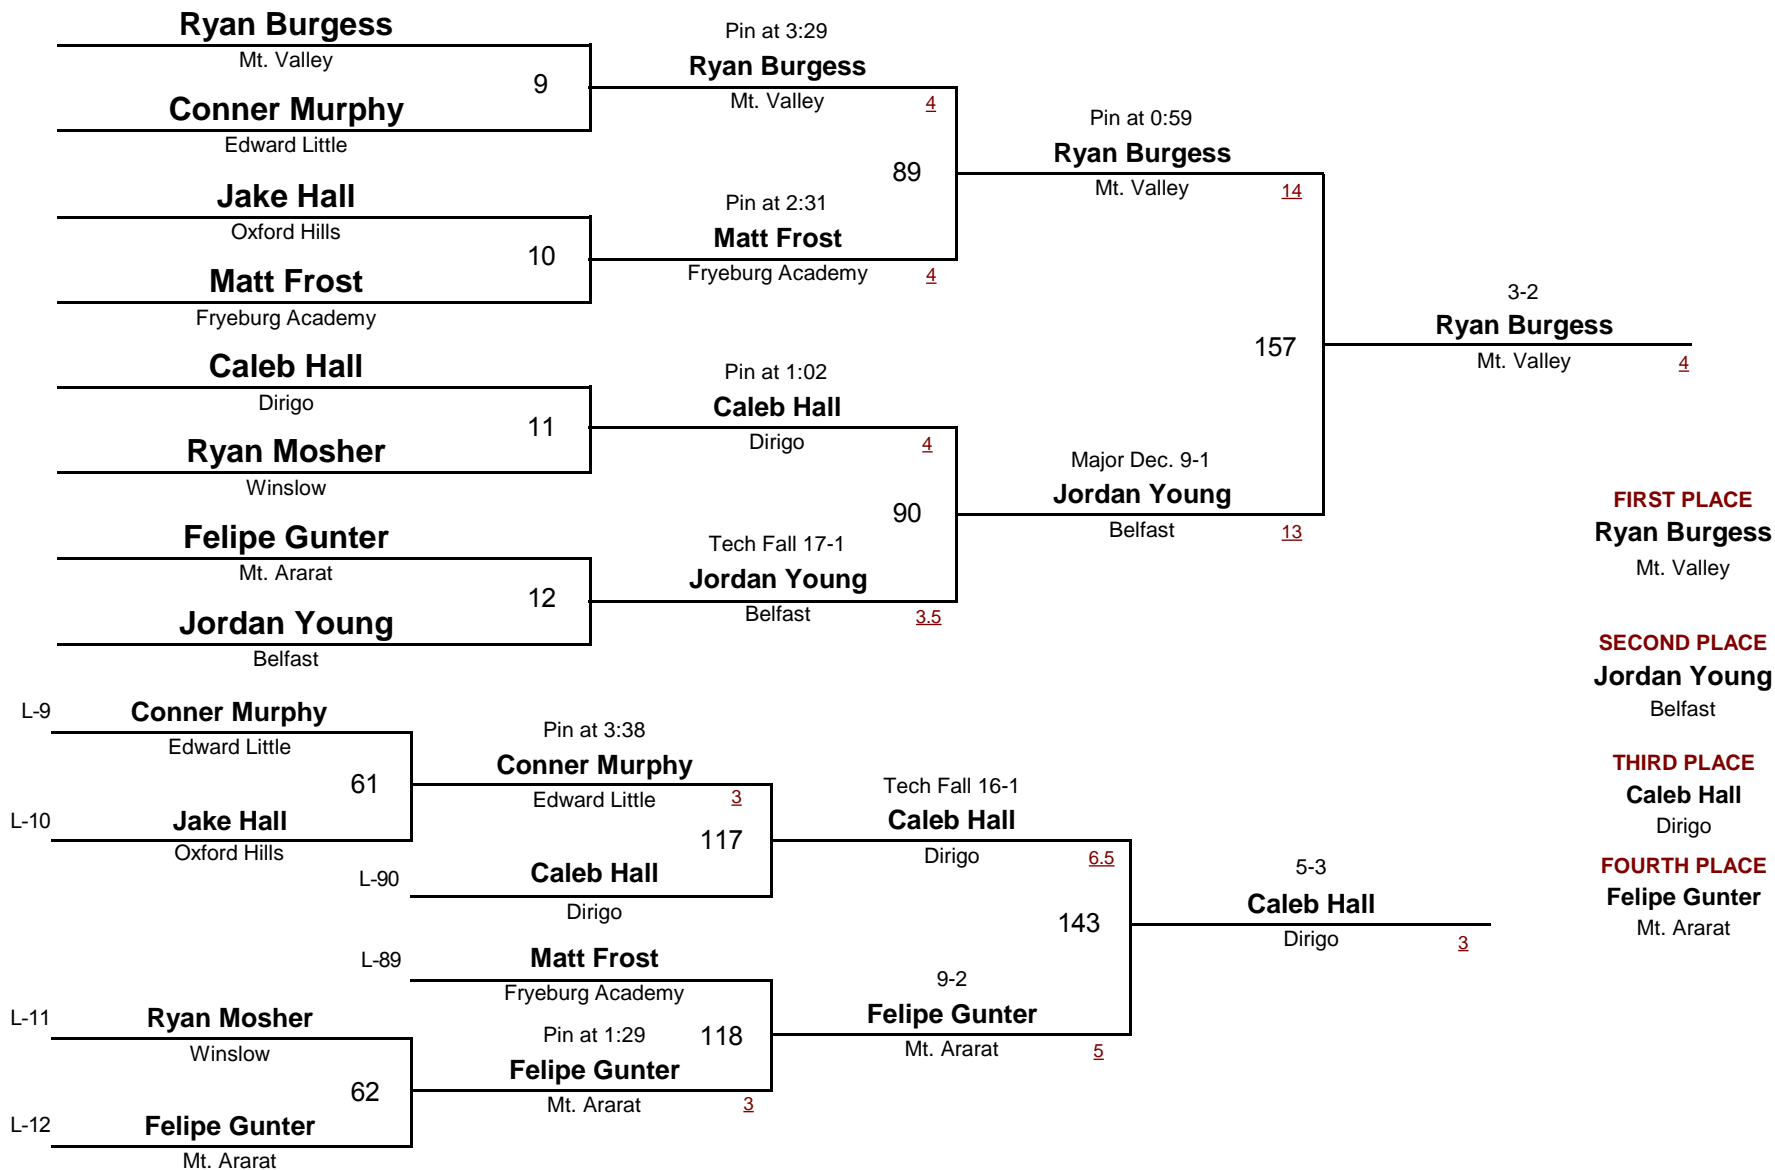 Ryan Burgess
Mt. Valley
9
Conner Murphy
Edward Little
Pin at 3:29
Ryan Burgess
Mt. Valley
4
Jake Hall
Oxford Hills
10
Matt Frost
Fryeburg Academy
Pin at 2:31
Matt Frost
Fryeburg Academy
4
89
Pin at 0:59
Ryan Burgess
Mt. Valley
14
Caleb Hall
Dirigo
11
Ryan Mosher
Winslow
Pin at 1:02
Caleb Hall
Dirigo
4
Felipe Gunter
Mt. Ararat
12
Jordan Young
Belfast
Tech Fall 17-1
Jordan Young
Belfast
3.5
90
Major Dec. 9-1
Jordan Young
Belfast
13
157
3-2
Ryan Burgess
Mt. Valley
4
FIRST PLACE
Ryan Burgess
Mt. Valley
SECOND PLACE
Jordan Young
Belfast
THIRD PLACE
Caleb Hall
Dirigo
FOURTH PLACE
Felipe Gunter
Mt. Ararat
L-9
Conner Murphy
Edward Little
61
L-10
Jake Hall
Oxford Hills
Pin at 3:38
Conner Murphy
Edward Little
3
117
L-90
Caleb Hall
Dirigo
Tech Fall 16-1
Caleb Hall
Dirigo
6.5
L-89
Matt Frost
Fryeburg Academy
118
L-11
Ryan Mosher
Winslow
62
L-12
Felipe Gunter
Mt. Ararat
Pin at 1:29
Felipe Gunter
Mt. Ararat
3
9-2
Felipe Gunter
Mt. Ararat
5
143
5-3
Caleb Hall
Dirigo
3